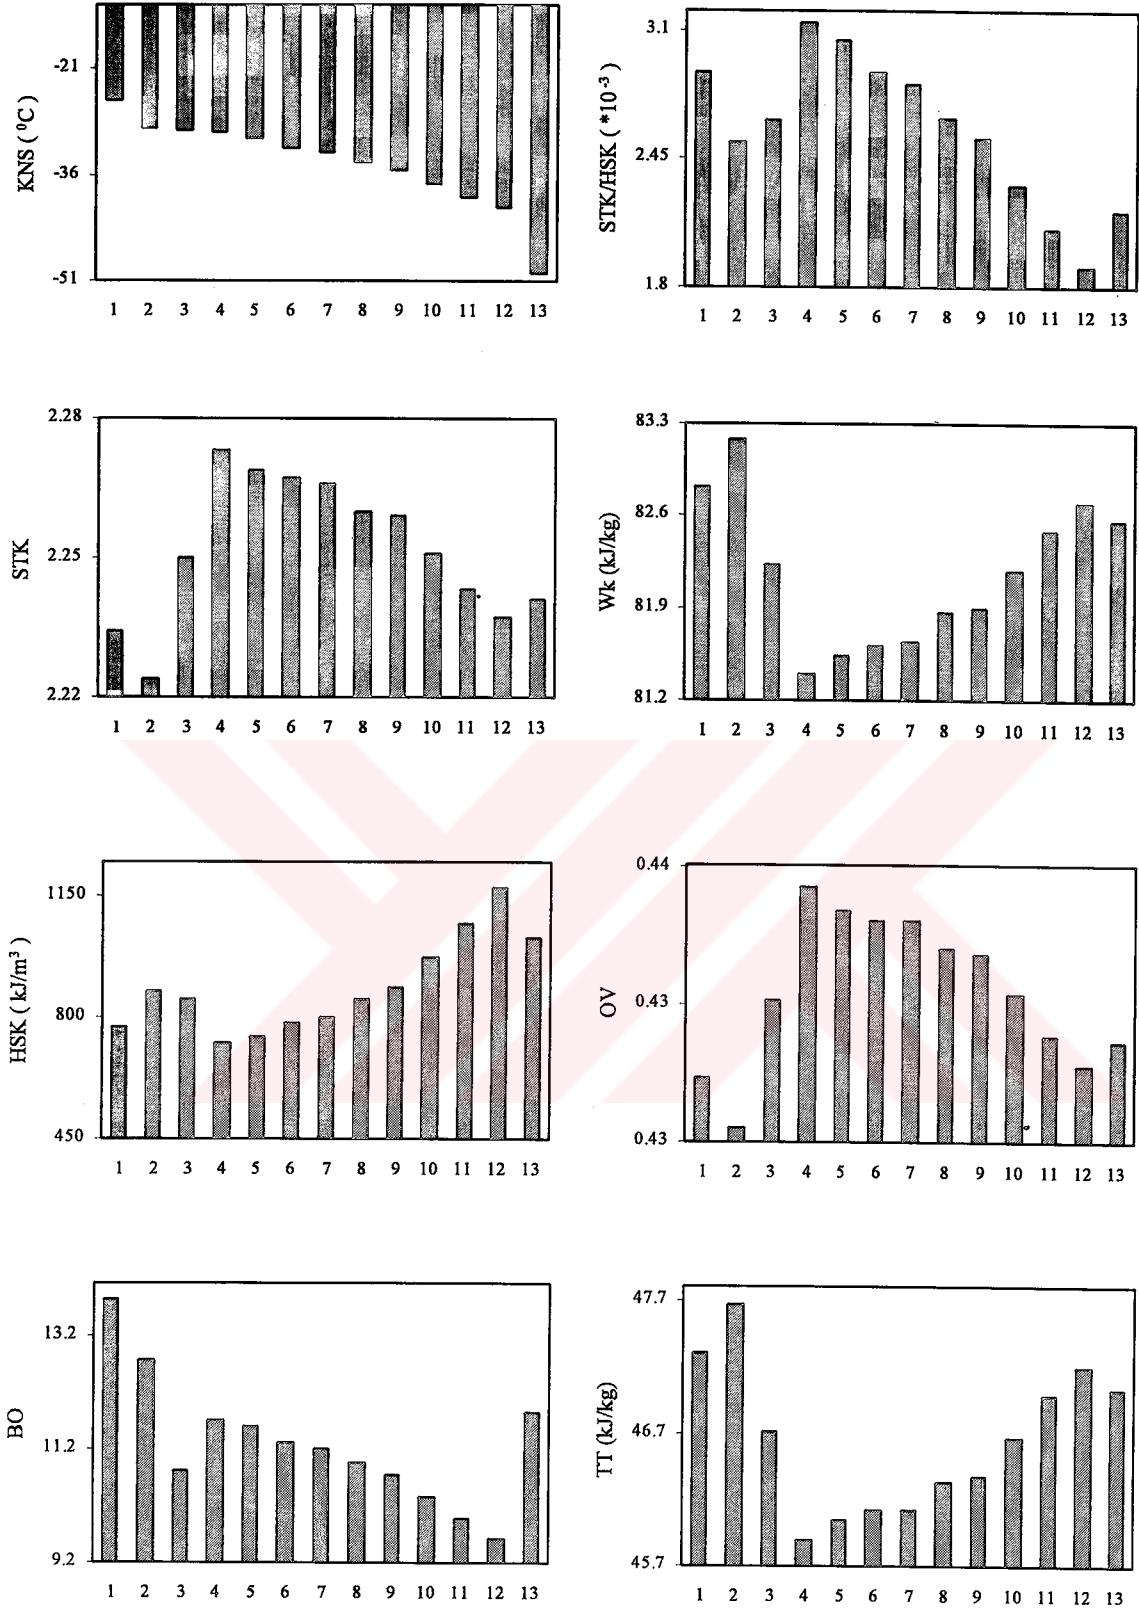 KNS ( ⁰C )
-21
-36
-51
1 2 3 4 5 6 7 8 9 10 11 12 13
STK/HSK ( *10⁻³ )
3.1
2.45
1.8
1 2 3 4 5 6 7 8 9 10 11 12 13
STK
2.28
2.25
2.22
1 2 3 4 5 6 7 8 9 10 11 12 13
Wk (kJ/kg)
83.3
82.6
81.9
81.2
1 2 3 4 5 6 7 8 9 10 11 12 13
HSK ( kJ/m³ )
1150
800
450
1 2 3 4 5 6 7 8 9 10 11 12 13
OV
0.44
0.43
0.43
1 2 3 4 5 6 7 8 9 10 11 12 13
BO
13.2
11.2
9.2
1 2 3 4 5 6 7 8 9 10 11 12 13
TT (kJ/kg)
47.7
46.7
45.7
1 2 3 4 5 6 7 8 9 10 11 12 13